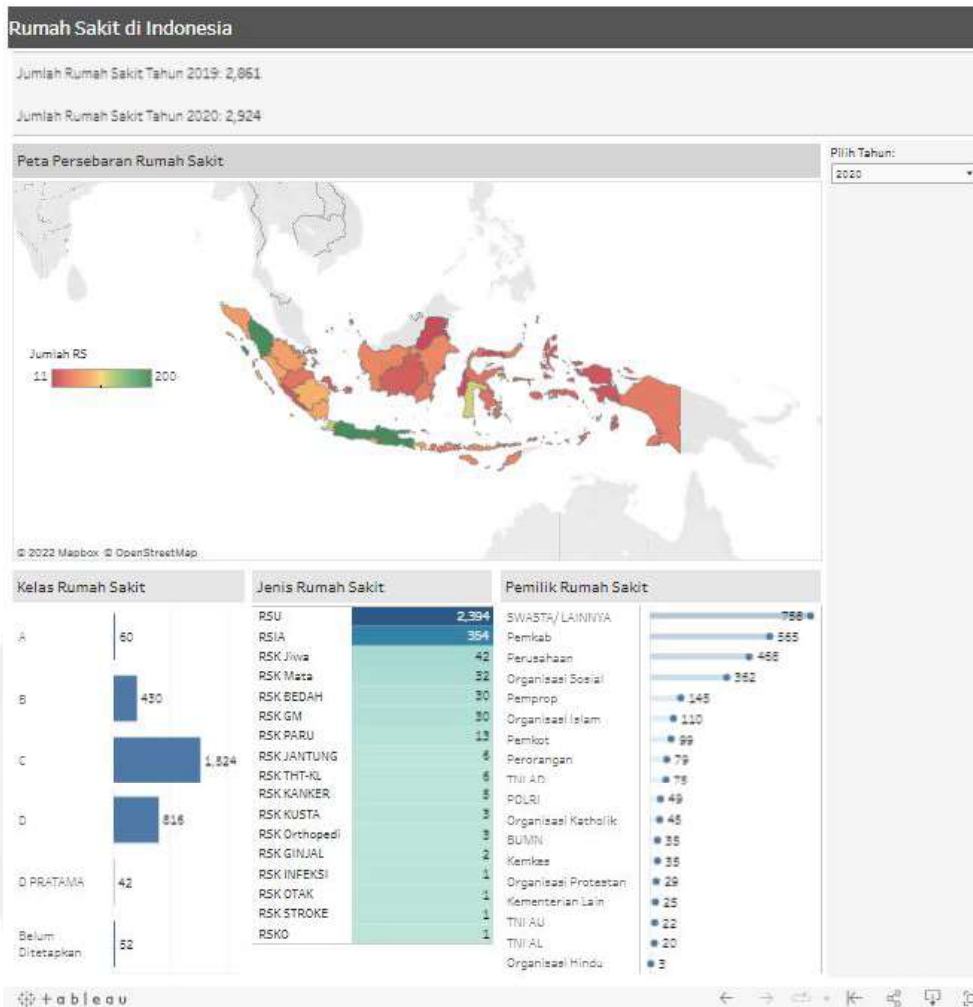 Rumah Sakit di Indonesia
Jumlah Rumah Sakit Tahun 2019: 2,861
Jumlah Rumah Sakit Tahun 2020: 2,924
Peta Persebaran Rumah Sakit
Pilih Tahun:
2020
Jumlah RS
11 200
© 2022 Mapbox © OpenStreetMap
Kelas Rumah Sakit
A 60
B 430
C 1,524
D 816
D PRATAMA 42
Belum
Ditetapkan 52
Jenis Rumah Sakit
RSU 2,394
RSIA 354
RSK Jiwa 42
RSK Mata 32
RSK BEDAH 30
RSK GM 30
RSK PARU 13
RSK JANTUNG 6
RSK THT-KL 6
RSK KANKER 5
RSK KUSTA 3
RSK Orthopedi 3
RSK GINJAL 2
RSK INFEKSI 1
RSK OTAK 1
RSK STROKE 1
RSKO 1
Pemilik Rumah Sakit
SWASTA/ LAINNYA 758
Pemkab 565
Perusahaan 468
Organisasi Sosial 362
Pemprop 145
Organisasi Islam 110
Pemkot 99
Perorangan 79
TNI AD 75
POLRI 49
Organisasi Katholik 45
BUMN 35
Kemkes 35
Organisasi Protestan 29
Kementerian Lain 25
TNI AU 22
TNI AL 20
Organisasi Hindu 3
+ a b l e a u